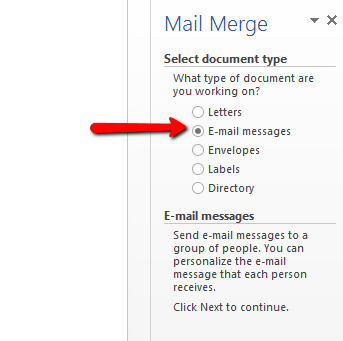 Mail Merge
Select document type
What type of document are
you working on?
Letters
E-mail messages
Envelopes
Labels
Directory
E-mail messages
Send e-mail messages to a
group of people. You can
personalize the e-mail
message that each person
receives.
Click Next to continue.